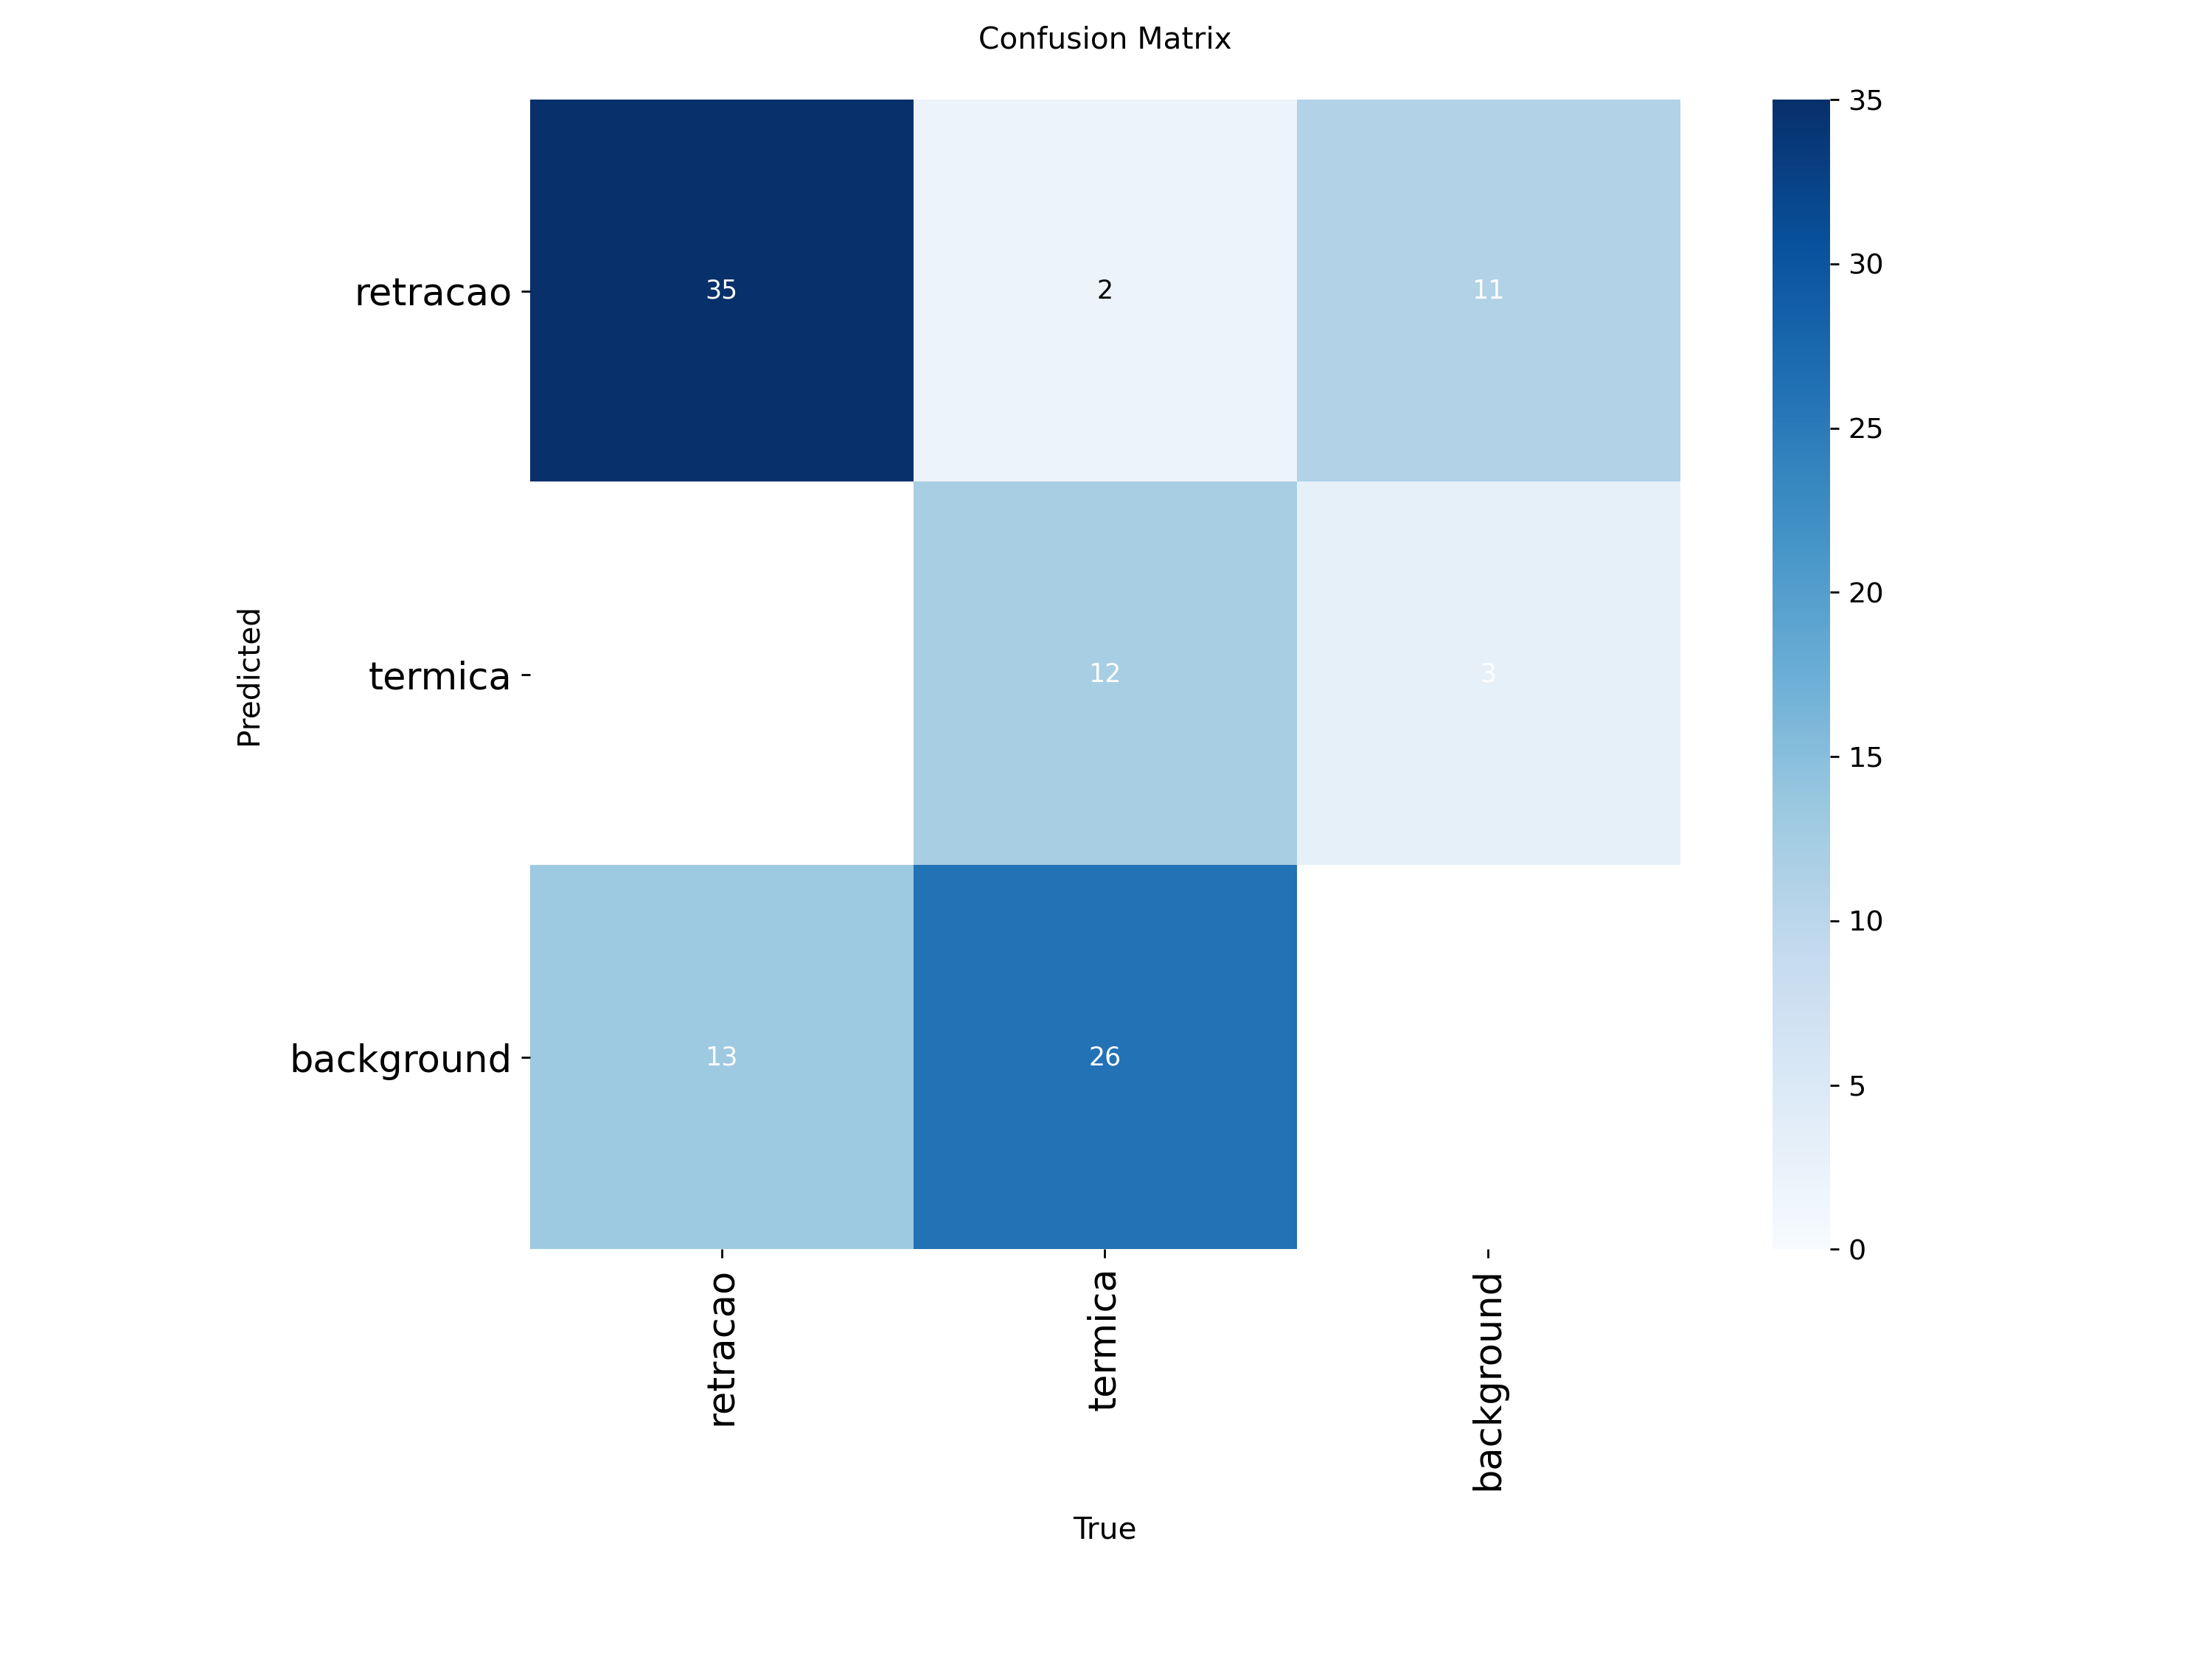 Confusion Matrix
Predicted
retracao
termica
background
35
2
11
12
3
13
26
retracao
termica
background
True
35
30
25
20
15
10
5
0